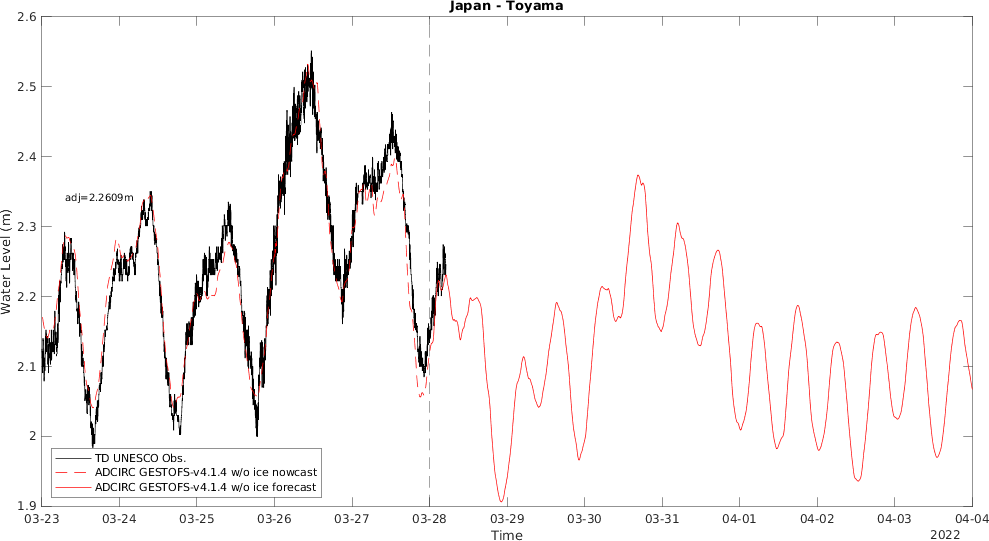 Japan - Toyama
2.6
2.5
2.4
2.3
2.2
2.1
2
1.9
Water Level (m)
adj=2.2609m
TD UNESCO Obs.
ADCIRC GESTOFS-v4.1.4 w/o ice nowcast
ADCIRC GESTOFS-v4.1.4 w/o ice forecast
03-23 03-24 03-25 03-26 03-27 03-28 03-29 03-30 03-31 04-01 04-02 04-03 04-04
Time
2022